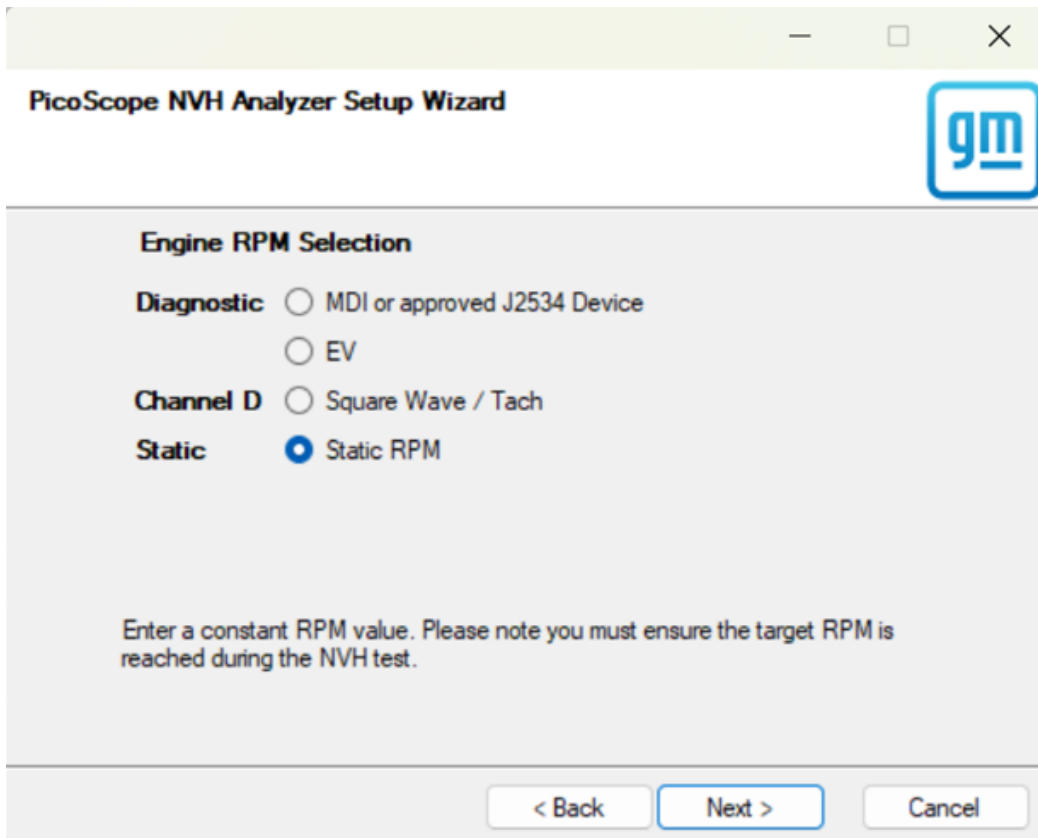 PicoScope NVH Analyzer Setup Wizard
gm
Engine RPM Selection
Diagnostic MDI or approved J2534 Device
EV
Channel D Square Wave / Tach
Static Static RPM
Enter a constant RPM value. Please note you must ensure the target RPM is
reached during the NVH test.
< Back Next > Cancel